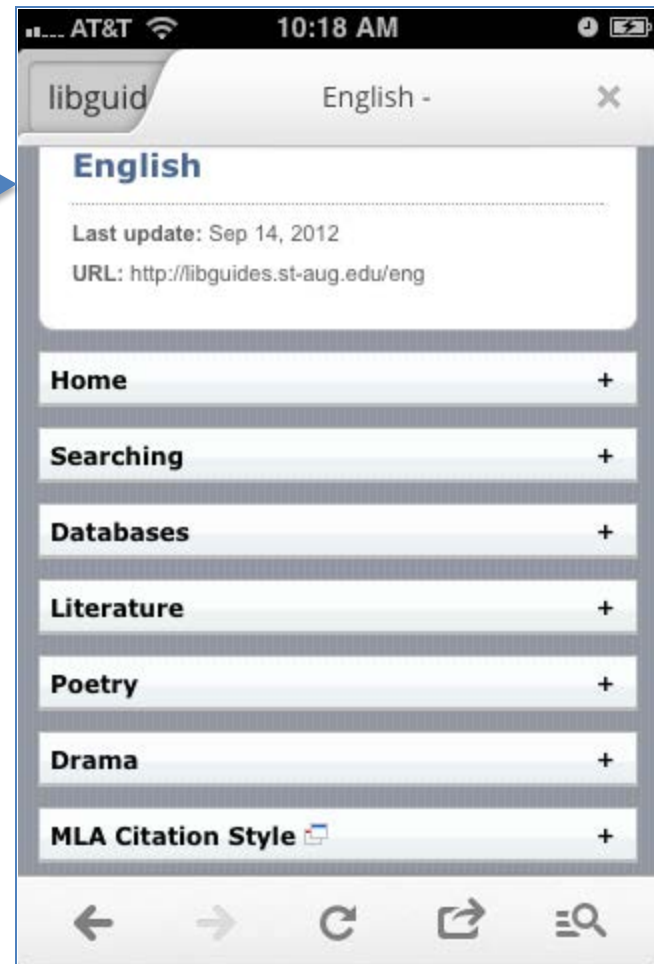 AT&T 10:18 AM
libguid English -
English
Last update: Sep 14, 2012
URL: http://libguides.st-aug.edu/eng
Home +
Searching +
Databases +
Literature +
Poetry +
Drama +
MLA Citation Style +